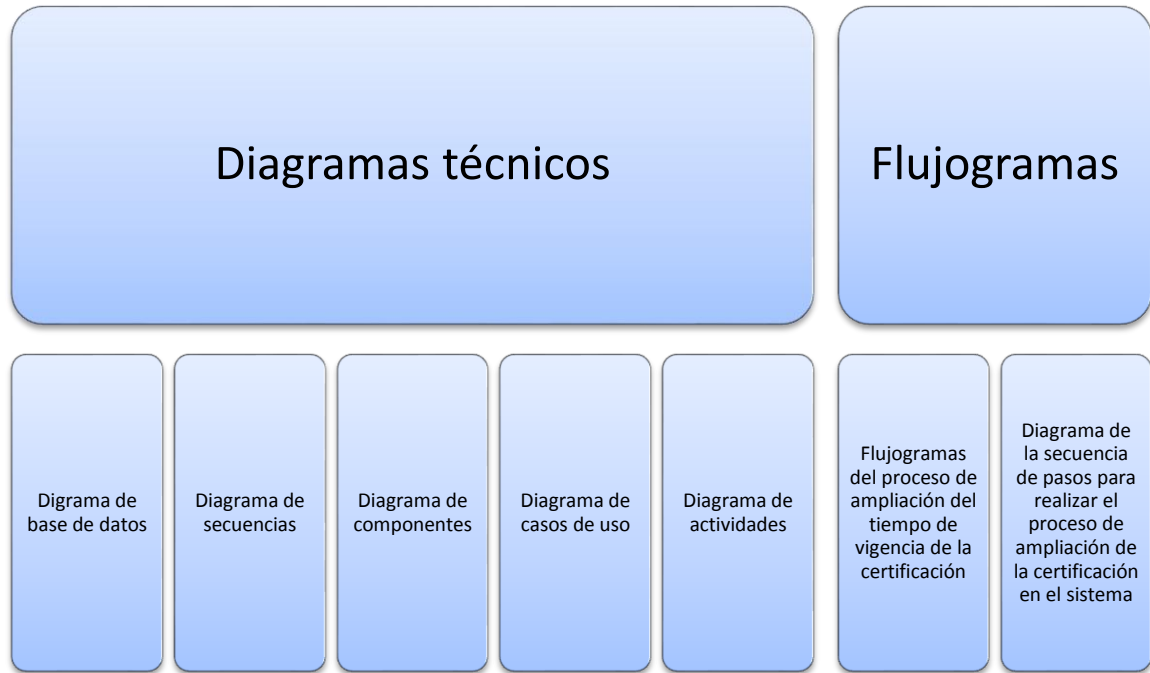 Diagramas técnicos
Flujogramas
Digrama de
base de datos
Diagrama de
secuencias
Diagrama de
componentes
Diagrama de
casos de uso
Diagrama de
actividades
Flujogramas
del proceso de
ampliación del
tiempo de
vigencia de la
certificación
Diagrama de
la secuencia
de pasos para
realizar el
proceso de
ampliación de
la certificación
en el sistema